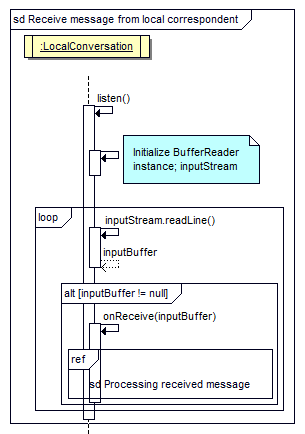 sd Receive message from local correspondent
:LocalConversation
listen()
Initialize BufferReader
instance; inputStream
loop
inputStream.readLine()
inputBuffer
alt [inputBuffer != null]
onReceive(inputBuffer)
ref
sd Processing received message